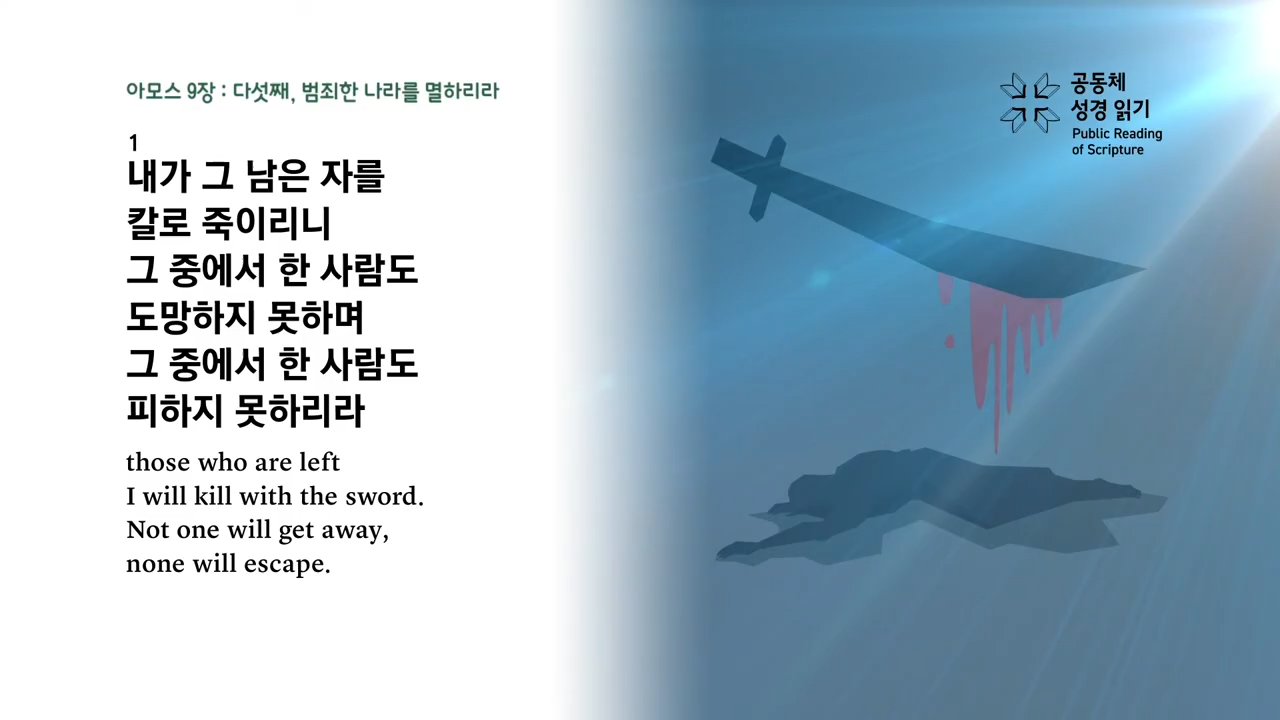 아모스 9장 : 다섯째, 범죄한 나라를 멸하리라
1
내가 그 남은 자를
칼로 죽이리니
그 중에서 한 사람도
도망하지 못하며
그 중에서 한 사람도
피하지 못하리라
those who are left
I will kill with the sword.
Not one will get away,
none will escape.
공동체
성경 읽기
Public Reading
of Scripture